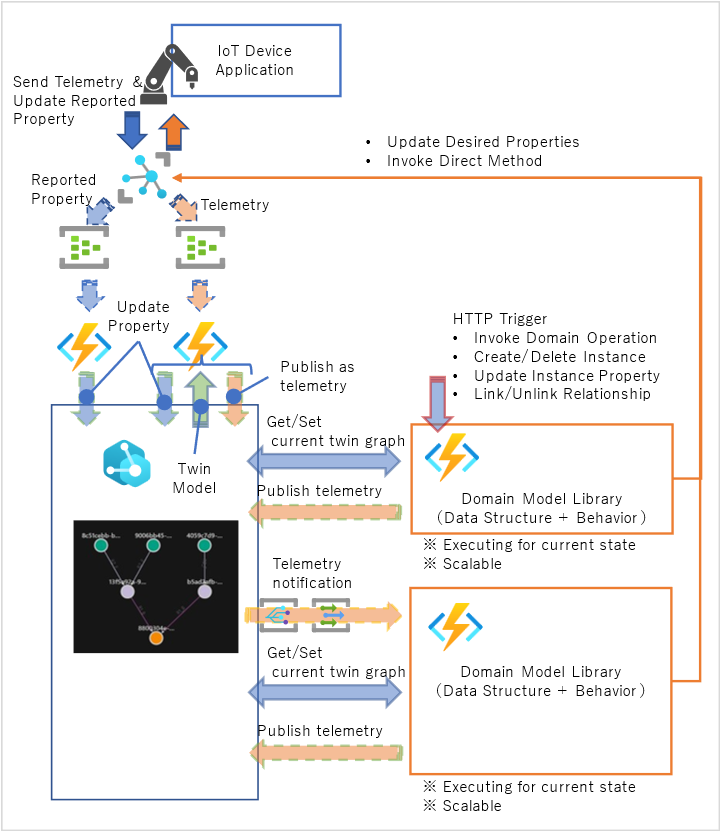 IoT Device
Application
Send Telemetry &
Update Reported
Property
• Update Desired Properties
• Invoke Direct Method
Reported
Property
Telemetry
Update
Property
HTTP Trigger
• Invoke Domain Operation
• Create/Delete Instance
• Update Instance Property
• Link/Unlink Relationship
Publish as
telemetry
Get/Set
current twin graph
Twin
Model
Publish telemetry
Domain Model Library
(Data Structure + Behavior)
※ Executing for current state
※ Scalable
8c51cebb-b...
9006bb45-...
4059c7d9-...
Telemetry
notification
Get/Set
current twin graph
Domain Model Library
(Data Structure + Behavior)
Publish telemetry
※ Executing for current state
※ Scalable